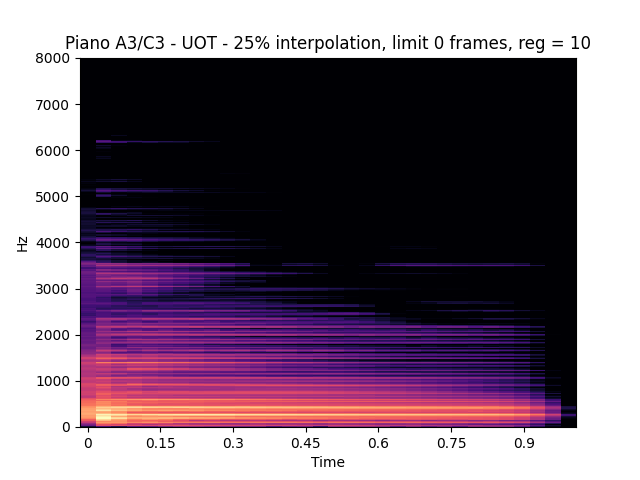 Piano A3/C3 - UOT - 25% interpolation, limit 0 frames, reg = 10
8000
7000
6000
5000
4000
3000
2000
1000
0
Hz
0 0.15 0.3 0.45 0.6 0.75 0.9
Time